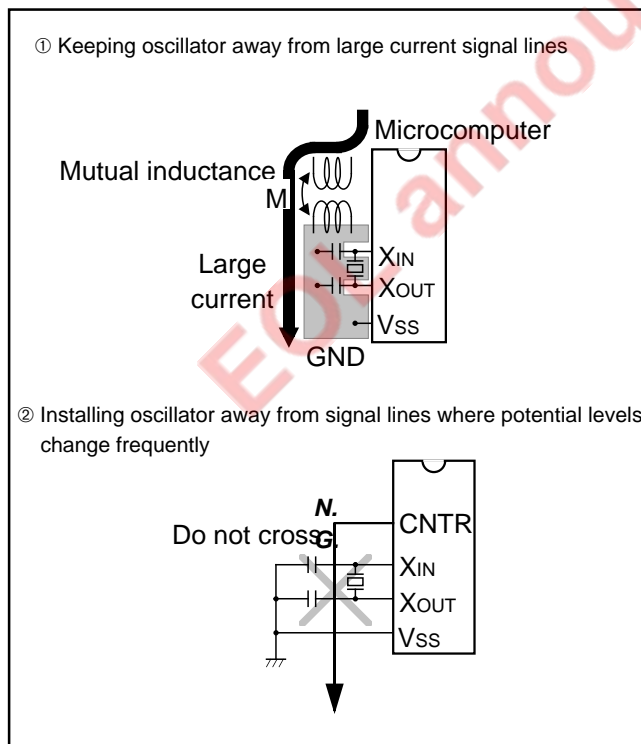 ① Keeping oscillator away from large current signal lines
Microcomputer
Mutual inductance
M
XIN
Large
current
XOUT
VSS
GND
② Installing oscillator away from signal lines where potential levels
change frequently
N.
G.
Do not cross
CNTR
XIN
XOUT
VSS
EOL annou